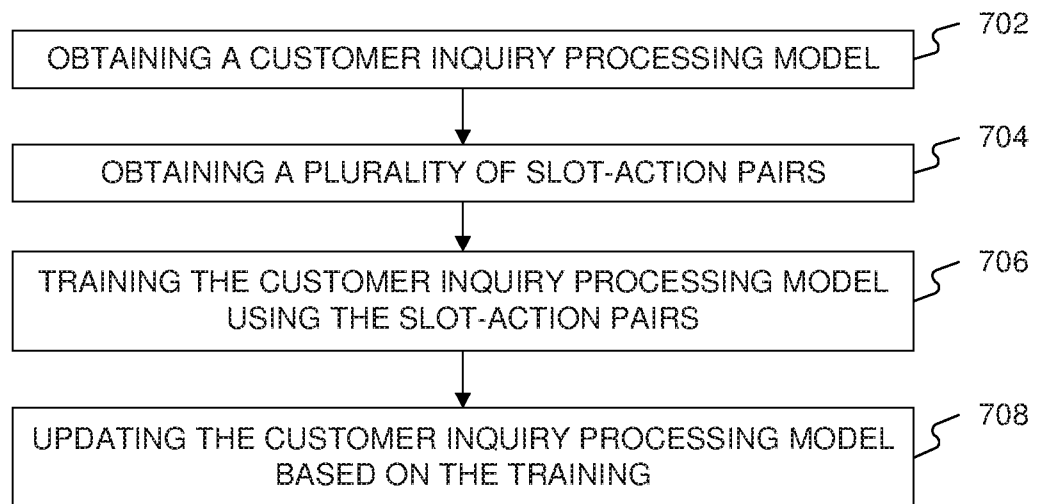 702
OBTAINING A CUSTOMER INQUIRY PROCESSING MODEL
704
OBTAINING A PLURALITY OF SLOT-ACTION PAIRS
706
TRAINING THE CUSTOMER INQUIRY PROCESSING MODEL
USING THE SLOT-ACTION PAIRS
708
UPDATING THE CUSTOMER INQUIRY PROCESSING MODEL
BASED ON THE TRAINING